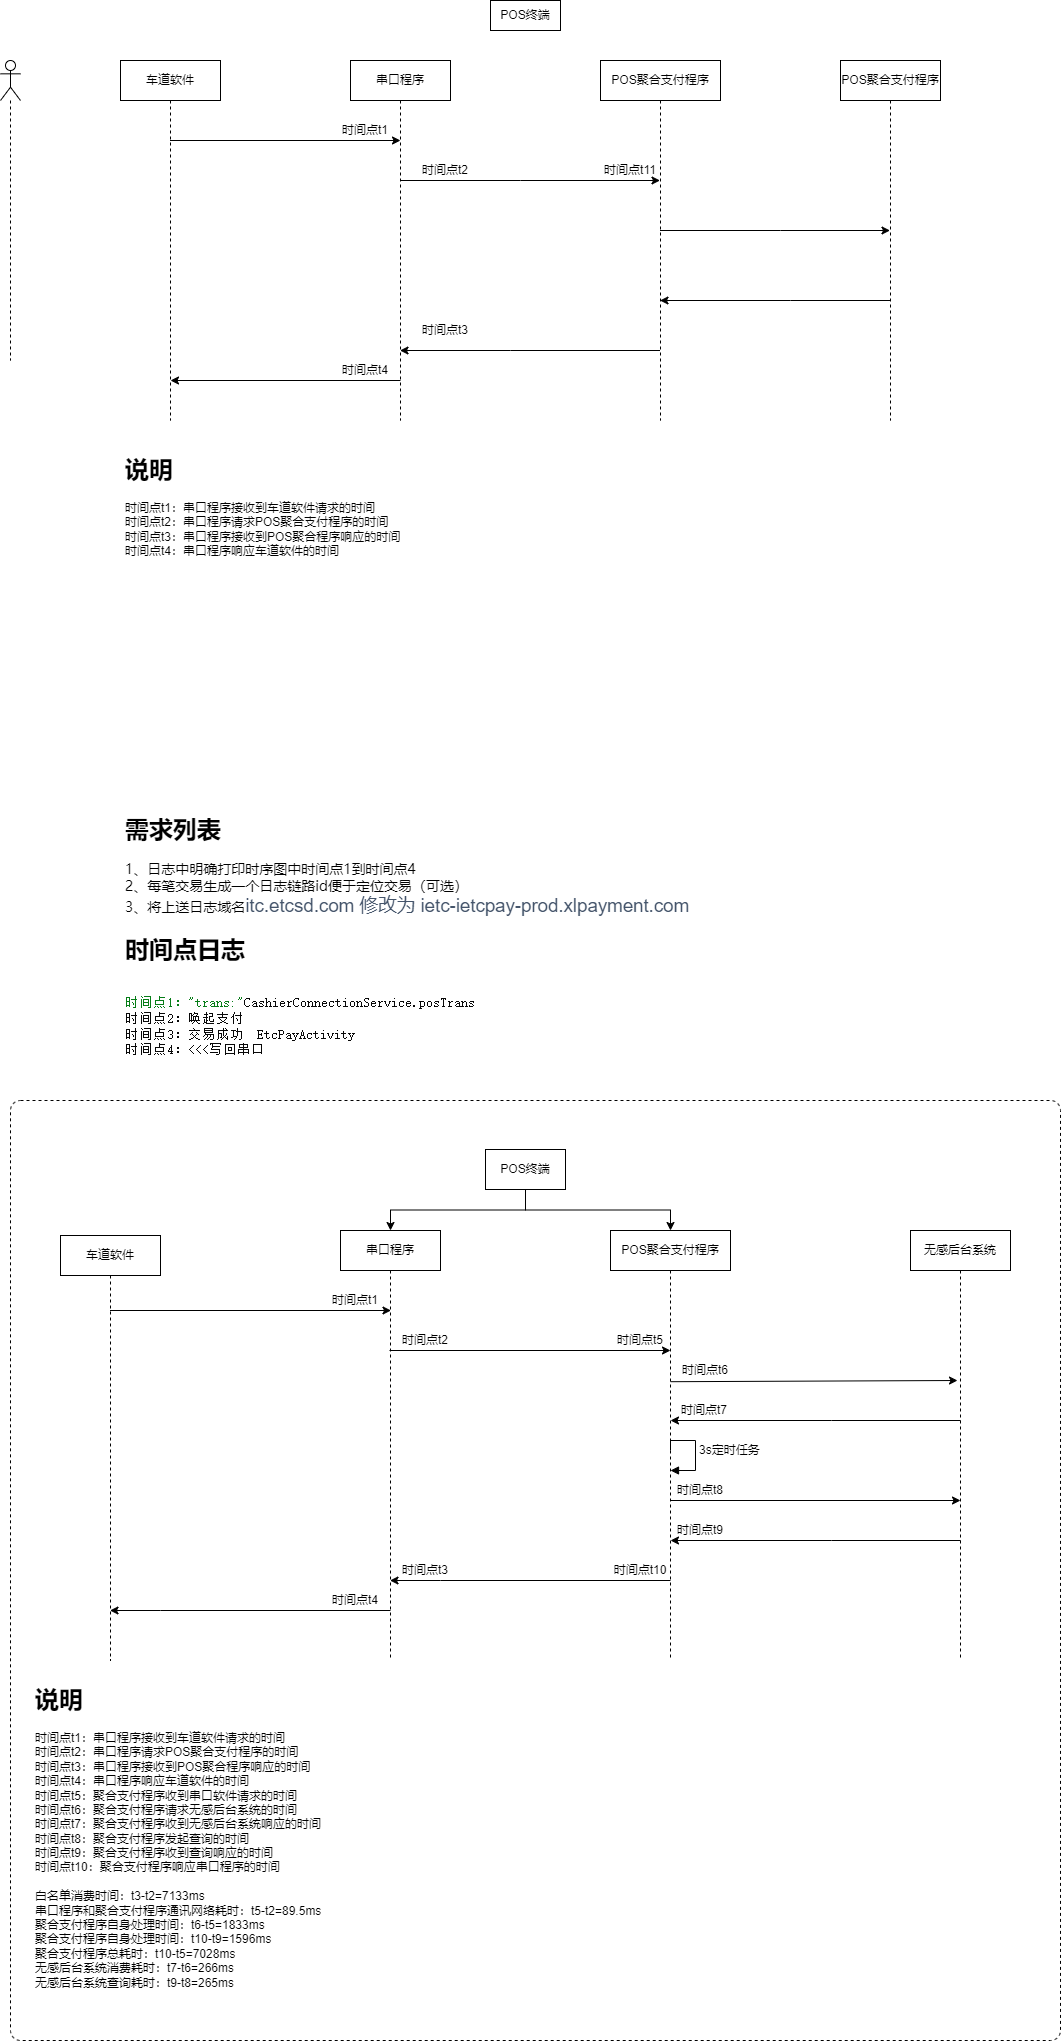 POS终端
车道软件
串口程序
POS聚合支付程序
POS聚合支付程序
时间点t1
时间点t2
时间点t11
时间点t3
时间点t4
说明
时间点t1：串口程序接收到车道软件请求的时间
时间点t2：串口程序请求POS聚合支付程序的时间
时间点t3：串口程序接收到POS聚合程序响应的时间
时间点t4：串口程序响应车道软件的时间
需求列表
1、日志中明确打印时序图中时间点1到时间点4
2、每笔交易生成一个日志链路id便于定位交易（可选）
3、将上送日志域名itc.etcsd.com 修改为 ietc-ietcpay-prod.xlpayment.com
时间点日志
时间点1："trans:"CashierConnectionService.posTrans
时间点2：唤起支付
时间点3：交易成功 EtcPayActivity
时间点4：<<<写回串口
POS终端
车道软件
串口程序
POS聚合支付程序
无感后台系统
时间点t1
时间点t2
时间点t5
时间点t6
时间点t7
3s定时任务
时间点t8
时间点t9
时间点t3
时间点t10
时间点t4
说明
时间点t1：串口程序接收到车道软件请求的时间
时间点t2：串口程序请求POS聚合支付程序的时间
时间点t3：串口程序接收到POS聚合程序响应的时间
时间点t4：串口程序响应车道软件的时间
时间点t5：聚合支付程序收到串口软件请求的时间
时间点t6：聚合支付程序请求无感后台系统的时间
时间点t7：聚合支付程序收到无感后台系统响应的时间
时间点t8：聚合支付程序发起查询的时间
时间点t9：聚合支付程序收到查询响应的时间
时间点t10：聚合支付程序响应串口程序的时间
白名单消费时间：t3-t2=7133ms
串口程序和聚合支付程序通讯网络耗时：t5-t2=89.5ms
聚合支付程序自身处理时间：t6-t5=1833ms
聚合支付程序自身处理时间：t10-t9=1596ms
聚合支付程序总耗时：t10-t5=7028ms
无感后台系统消费耗时：t7-t6=266ms
无感后台系统查询耗时：t9-t8=265ms